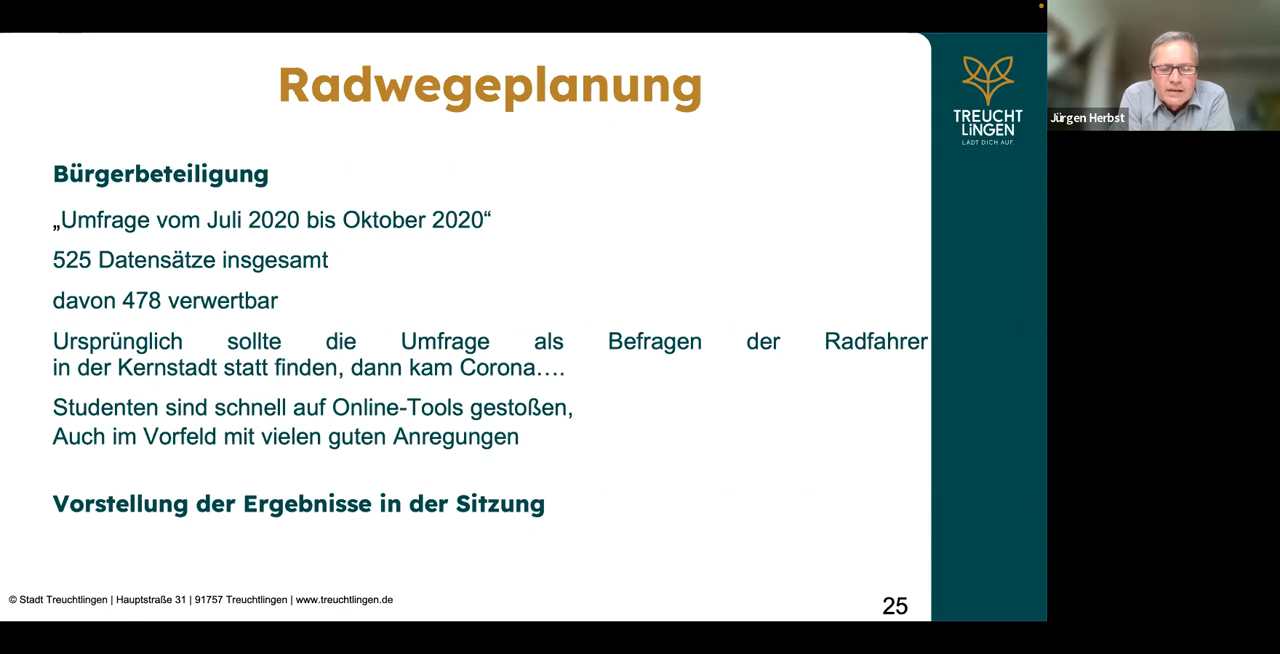 Radwegeplanung
TREUCHT
LiNGEN
LÄDT DICH AUF.
Jürgen Herbst
Bürgerbeteiligung
„Umfrage vom Juli 2020 bis Oktober 2020“
525 Datensätze insgesamt
davon 478 verwertbar
Ursprünglich sollte die Umfrage als Befragen der Radfahrer
in der Kernstadt statt finden, dann kam Corona….
Studenten sind schnell auf Online-Tools gestoßen,
Auch im Vorfeld mit vielen guten Anregungen
Vorstellung der Ergebnisse in der Sitzung
© Stadt Treuchtlingen | Hauptstraße 31 | 91757 Treuchtlingen | www.treuchtlingen.de
25